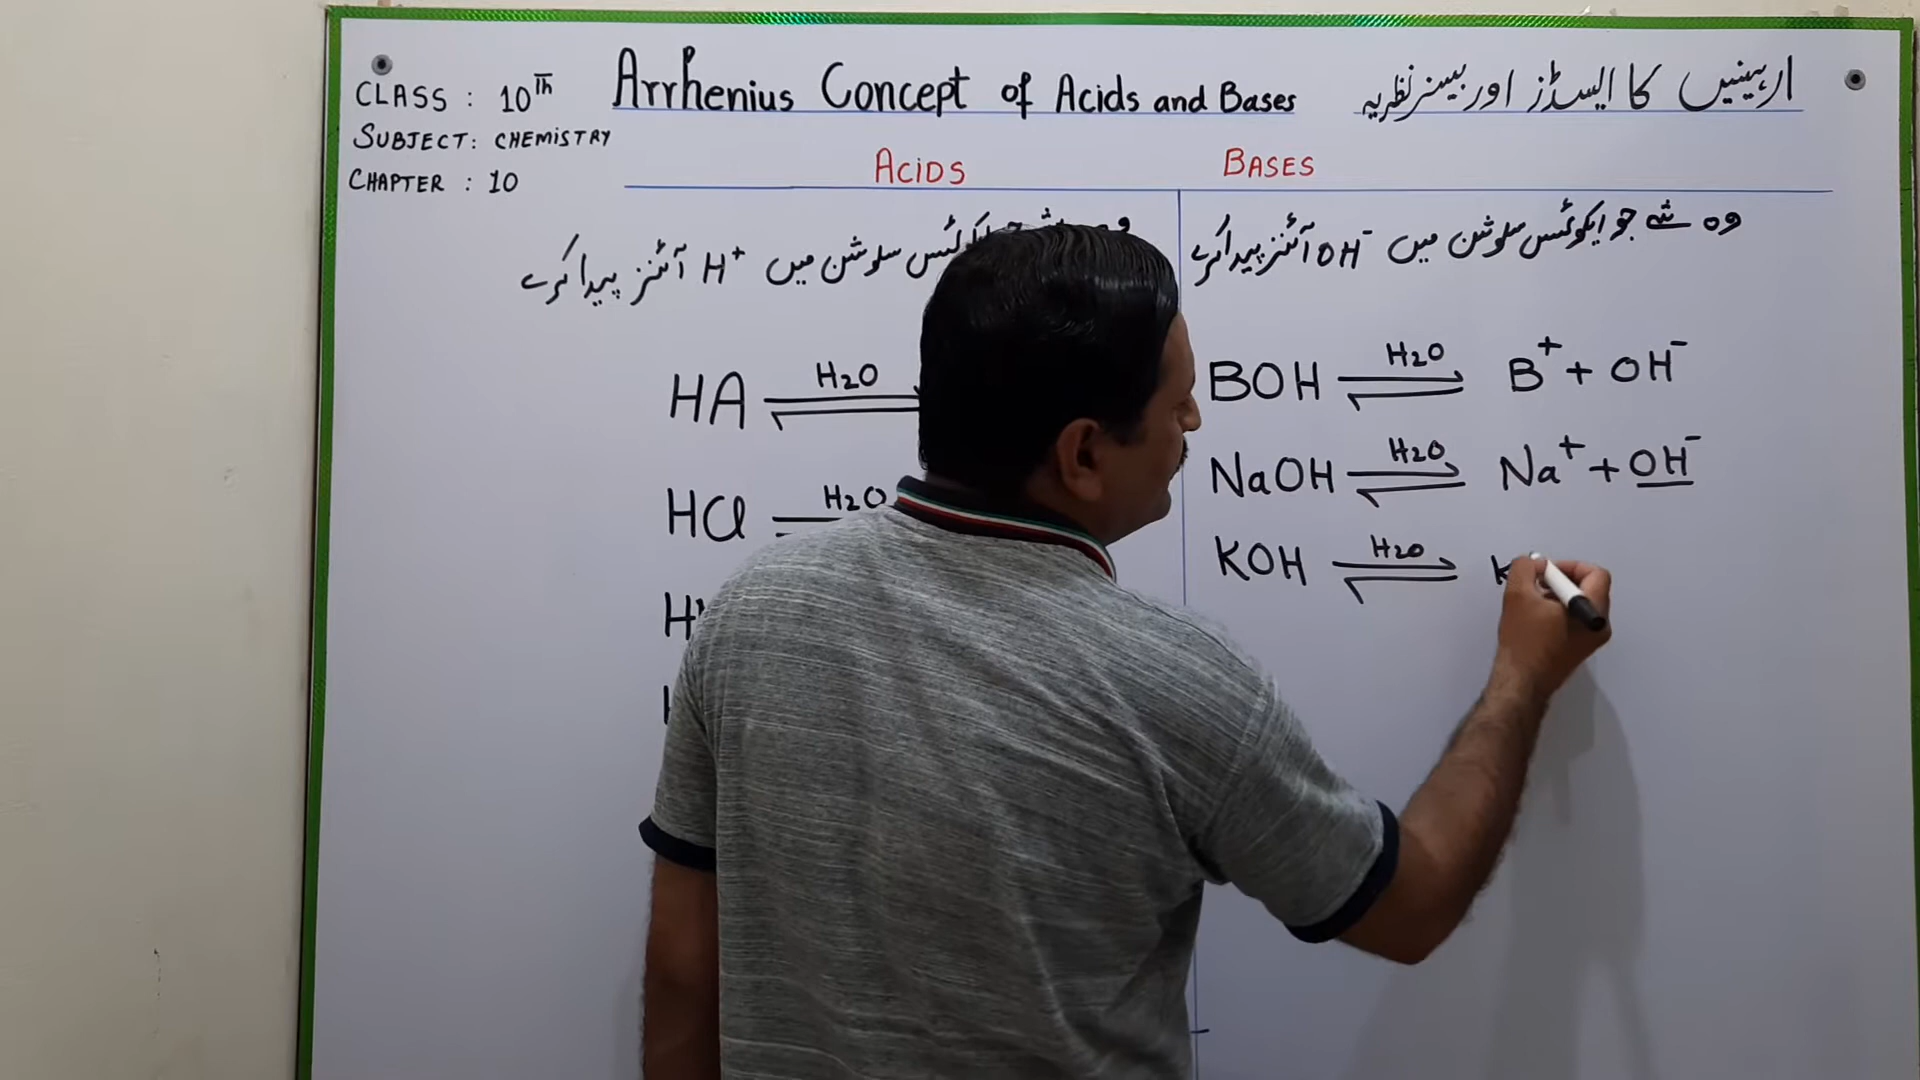 CLASS : 10Th
SUBJECT: CHEMISTRY
CHAPTER : 10
Arrhenius Concept of Acids and Bases
ارہینیس کا ایسڈز اور بیسز نظریہ
ACIDS
سلوشن میں H+ آئنز پیدا کرے
HA ⇌ H2O
HCl H2O
BASES
وہ شے جو ایکوئس سلوشن میں OH- آئنز پیدا کرے
BOH ⇌ H2O B+ + OH-
NaOH ⇌ H2O Na+ + OH-
KOH ⇌ H2O K